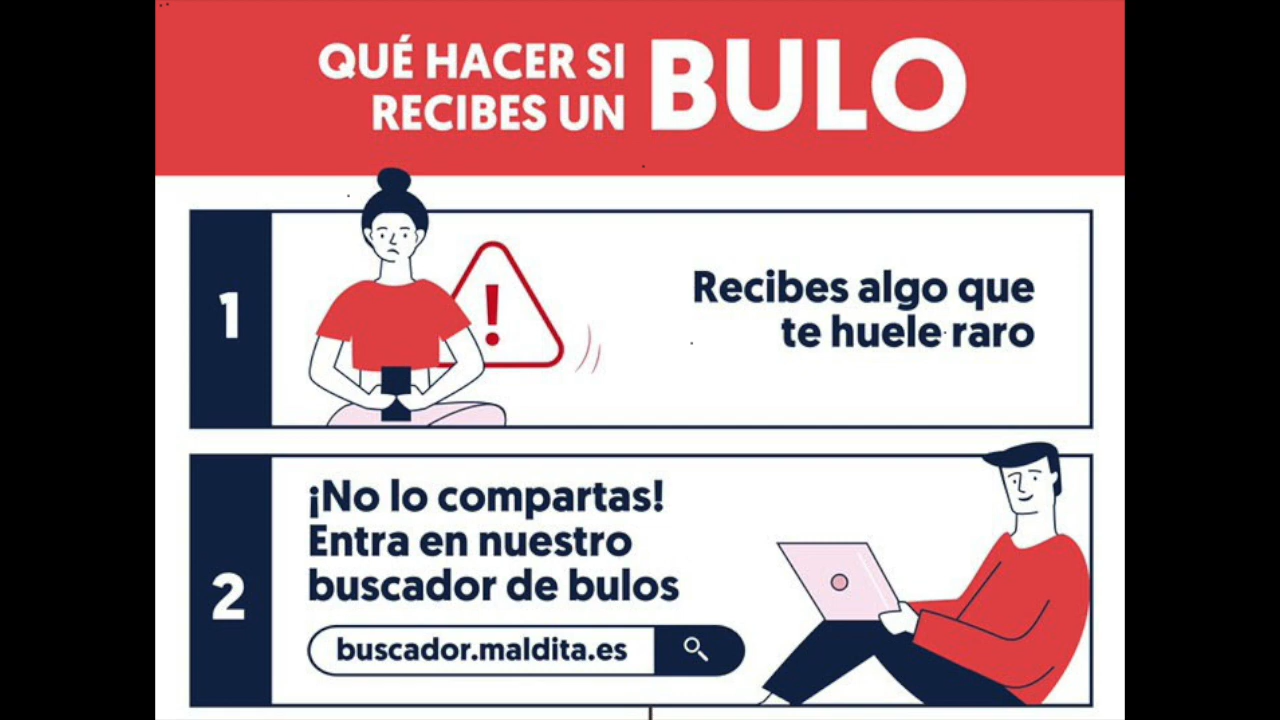 QUÉ HACER SI
RECIBES UN
BULO
1
Recibes algo que
te huele raro
2
¡No lo compartas!
Entra en nuestro
buscador de bulos
buscador.maldita.es